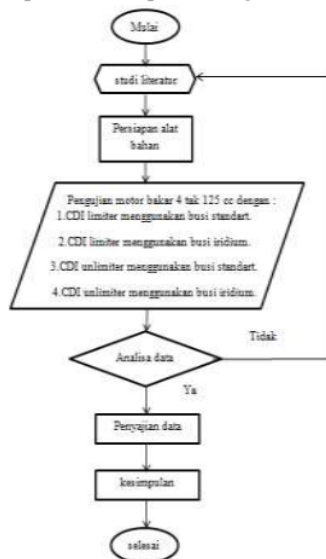 Mulai
studi literatur
Persiapan alat
bahan
Pengujian motor bakar 4 tak 125 cc dengan :
1.CDI limiter menggunakan busi standart.
2.CDI limiter menggunakan busi iridium.
3.CDI unlimiter menggunakan busi standart.
4.CDI unlimiter menggunakan busi iridium.
Analisa data
Tidak
Ya
Penyajian data
kesimpulan
selesai